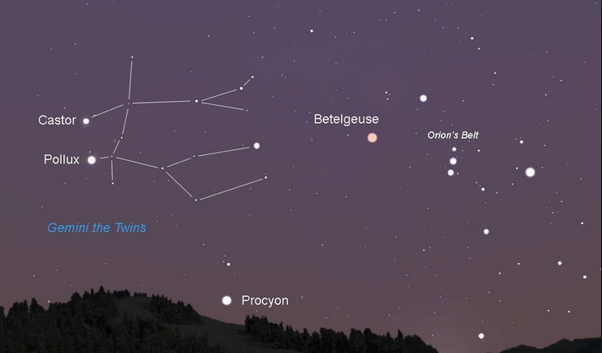 Castor
Betelgeuse
Orion's Belt
Pollux
Gemini the Twins
Procyon